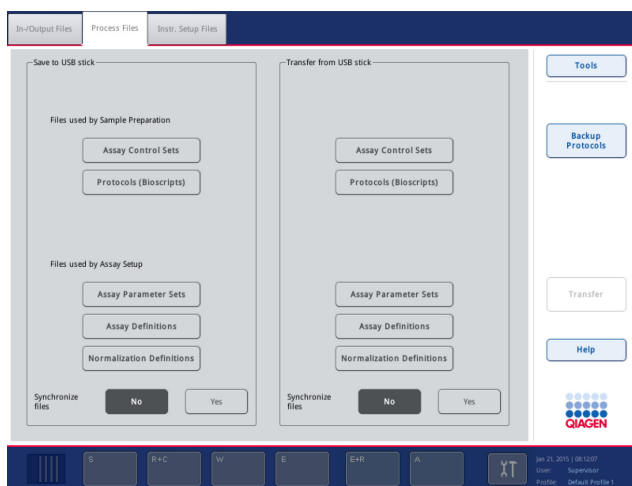 In-/Output Files
Process Files
Instr. Setup Files
Save to USB stick
Files used by Sample Preparation
Assay Control Sets
Protocols (Bioscripts)
Files used by Assay Setup
Assay Parameter Sets
Assay Definitions
Normalization Definitions
Synchronize
files
No
Yes
Transfer from USB stick
Assay Control Sets
Protocols (Bioscripts)
Assay Parameter Sets
Assay Definitions
Normalization Definitions
Synchronize
files
No
Yes
Tools
Backup
Protocols
Transfer
Help
QIAGEN
S
R+C
W
E
E+R
A
Jan 21, 2015 | 08:12:07
User: Supervisor
Profile: Default Profile 1